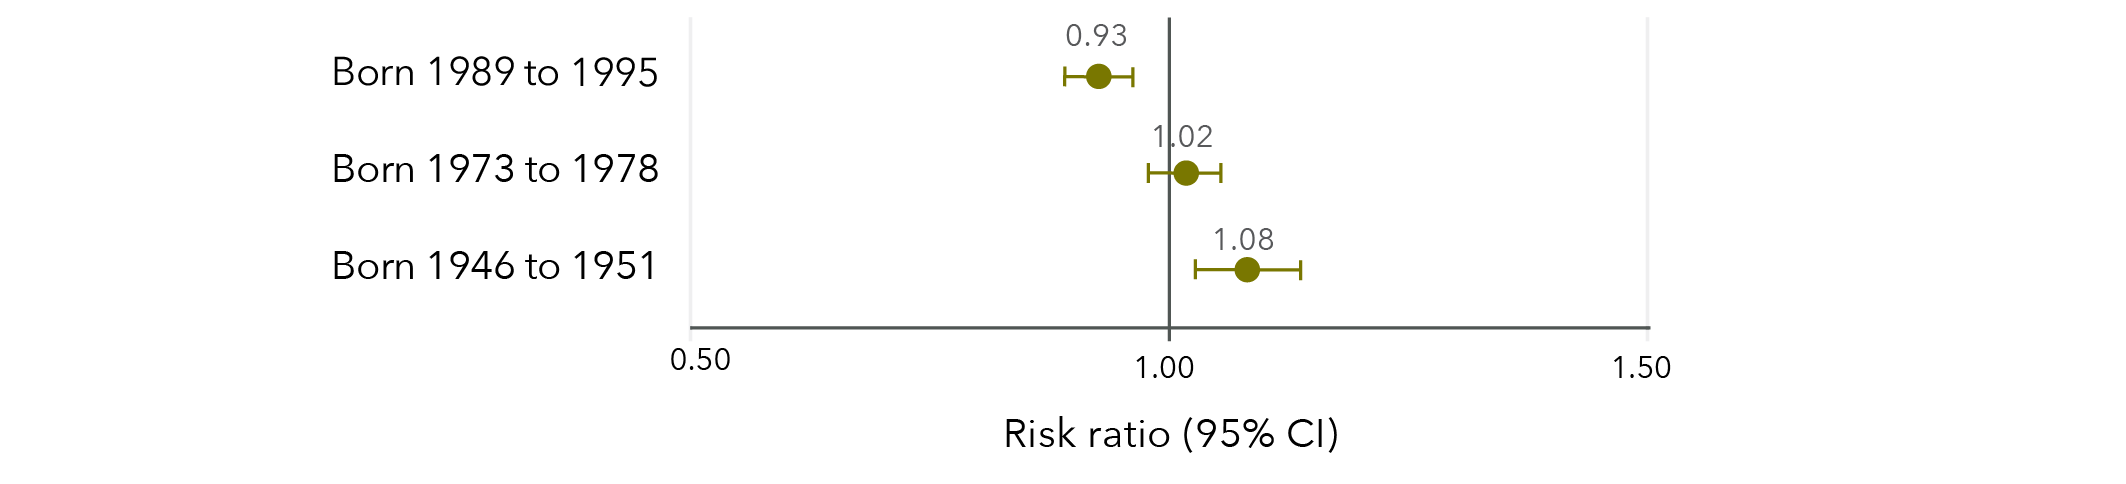 0.93
Born 1989 to 1995
1.02
Born 1973 to 1978
1.08
Born 1946 to 1951
0.50 1.00 1.50
Risk ratio (95% CI)